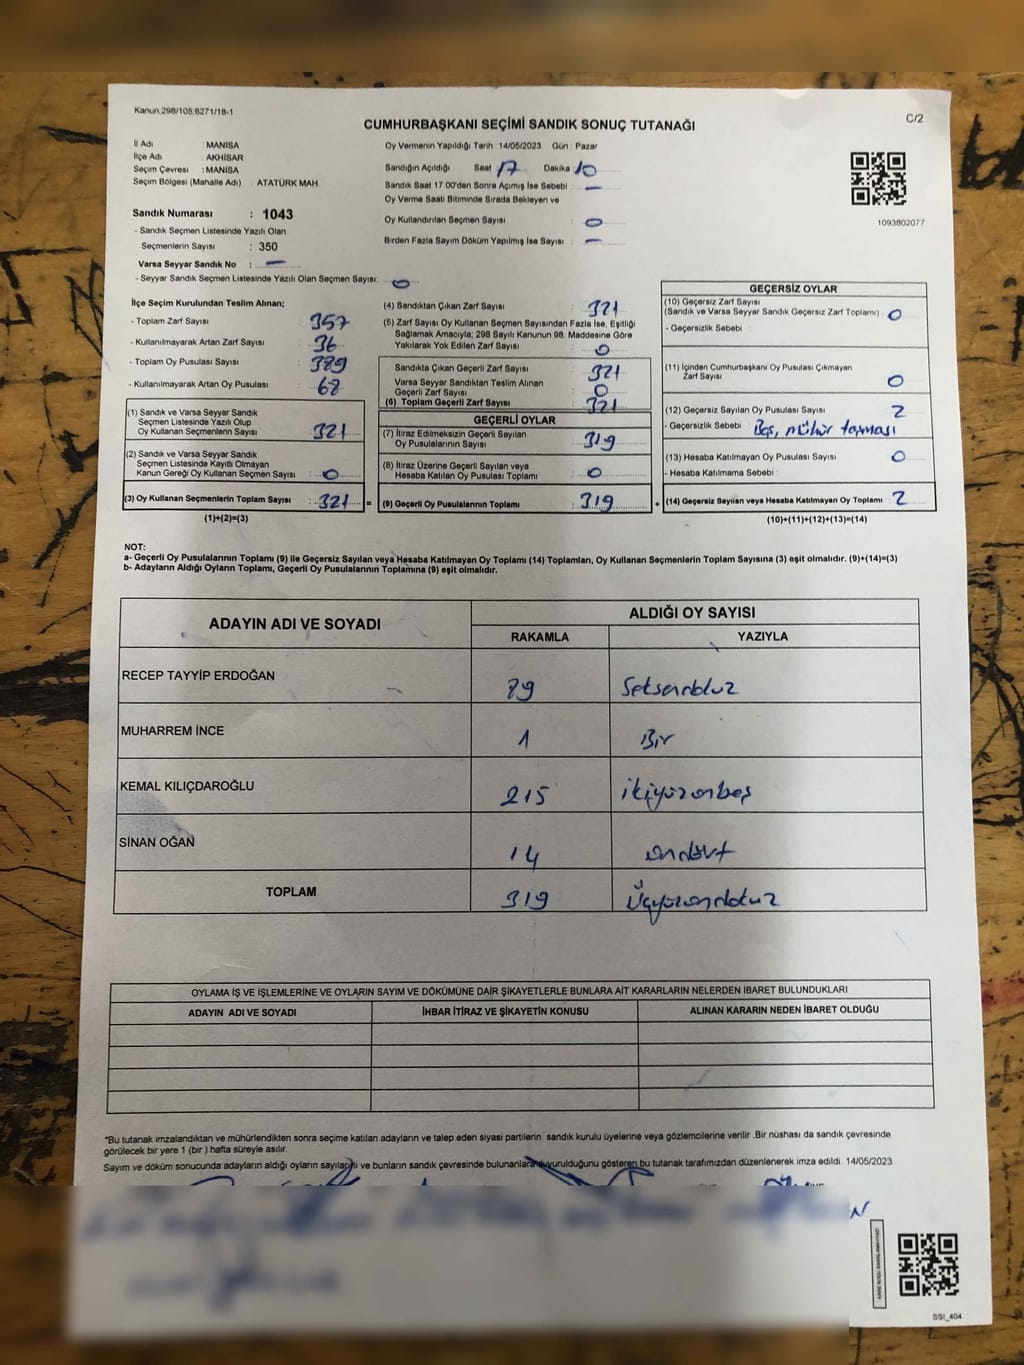 Kanun.298/105,6271/18-1
C/2
CUMHURBAŞKANI SEÇİMİ SANDIK SONUÇ TUTANAĞI
İl Adı : MANİSA
İlçe Adı : AKHİSAR
Seçim Çevresi : MANİSA
Seçim Bölgesi (Mahalle Adı) : ATATÜRK MAH.
Sandık Numarası : 1043
- Sandık Seçmen Listesinde Yazılı Olan
Seçmenlerin Sayısı : 350
Varsa Seyyar Sandık No : —
- Seyyar Sandık Seçmen Listesinde Yazılı Olan Seçmen Sayısı: 0
Oy Vermenin Yapıldığı Tarih : 14/05/2023 Gün : Pazar
Sandığın Açıldığı Saat 17 Dakika 10
Sandık Saat 17.00'den Sonra Açılmış İse Sebebi : —
Oy Verme Saati Bitiminde Sırada Bekleyen ve
Oy Kullandırılan Seçmen Sayısı : 0
Birden Fazla Sayım Döküm Yapılmış İse Sayısı : —
1093802077
İlçe Seçim Kurulundan Teslim Alınan;
- Toplam Zarf Sayısı : 357
- Kullanılmayarak Artan Zarf Sayısı : 36
- Toplam Oy Pusulası Sayısı : 389
- Kullanılmayarak Artan Oy Pusulası : 68
(1) Sandık ve Varsa Seyyar Sandık
Seçmen Listesinde Yazılı Olup
Oy Kullanan Seçmenlerin Sayısı : 321
(2) Sandık ve Varsa Seyyar Sandık
Seçmen Listesinde Kayıtlı Olmayan
Kanun Gereği Oy Kullanan Seçmen Sayısı : 0
(3) Oy Kullanan Seçmenlerin Toplam Sayısı : 321 =
(1)+(2)=(3)
(4) Sandıktan Çıkan Zarf Sayısı : 321
(5) Zarf Sayısı Oy Kullanan Seçmen Sayısından Fazla İse, Eşitliği
Sağlamak Amacıyla; 298 Sayılı Kanunun 98. Maddesine Göre
Yakılarak Yok Edilen Zarf Sayısı : 0
Sandıkta Çıkan Geçerli Zarf Sayısı : 321
Varsa Seyyar Sandıktan Teslim Alınan
Geçerli Zarf Sayısı : 0
(6) Toplam Geçerli Zarf Sayısı : 321
GEÇERLİ OYLAR
(7) İtiraz Edilmeksizin Geçerli Sayılan
Oy Pusulasının Sayısı : 319
(8) İtiraz Üzerine Geçerli Sayılan veya
Hesaba Katılan Oy Pusulası Toplamı : 0
(9) Geçerli Oy Pusulalarının Toplamı : 319 +
GEÇERSİZ OYLAR
(10) Geçersiz Zarf Sayısı
(Sandık ve Varsa Seyyar Sandık Geçersiz Zarf Toplamı) : 0
- Geçersizlik Sebebi :
(11) İçinden Cumhurbaşkanı Oy Pusulası Çıkmayan
Zarf Sayısı : 0
(12) Geçersiz Sayılan Oy Pusulası Sayısı : 2
- Geçersizlik Sebebi : Boş, mühür taşması
(13) Hesaba Katılmayan Oy Pusulası Sayısı : 0
- Hesaba Katılmama Sebebi :
(14) Geçersiz Sayılan veya Hesaba Katılmayan Oy Toplamı : 2
(10)+(11)+(12)+(13)=(14)
NOT:
a- Geçerli Oy Pusulalarının Toplamı (9) ile Geçersiz Sayılan veya Hesaba Katılmayan Oy Toplamı (14) Toplamları, Oy Kullanan Seçmenlerin Toplam Sayısına (3) eşit olmalıdır. (9)+(14)=(3)
b- Adayların Aldığı Oyların Toplamı, Geçerli Oy Pusulalarının Toplamına (9) eşit olmalıdır.
ADAYIN ADI VE SOYADI
ALDIĞI OY SAYISI
RAKAMLA YAZIYLA
RECEP TAYYİP ERDOĞAN 89 Seksendokuz
MUHARREM İNCE 1 Bir
KEMAL KILIÇDAROĞLU 215 ikiyüzonbeş
SİNAN OĞAN 14 ondört
TOPLAM 319 Üçyüzondokuz
OYLAMA İŞ VE İŞLEMLERİNE VE OYLARIN SAYIM VE DÖKÜMÜNE DAİR ŞİKAYETLERLE BUNLARA AİT KARARLARIN NELERDEN İBARET BULUNDUKLARI
ADAYIN ADI VE SOYADI İHBAR İTİRAZ VE ŞİKAYETİN KONUSU ALINAN KARARIN NEDEN İBARET OLDUĞU
*Bu tutanak imzalandıktan ve mühürlendikten sonra seçime katılan adayların ve talep eden siyasi partilerin sandık kurulu üyelerine veya gözlemcilerine verilir .Bir nüshası da sandık çevresinde
görülecek bir yere 1 (bir ) hafta süreyle asılır.
Sayım ve döküm sonucunda adayların aldığı oyların sayılarını ve bunların sandık çevresinde bulunanlara duyurulduğunu gösteren bu tutanak tarafımızdan düzenlenerek imza edildi. 14/05/2023
SSI_404